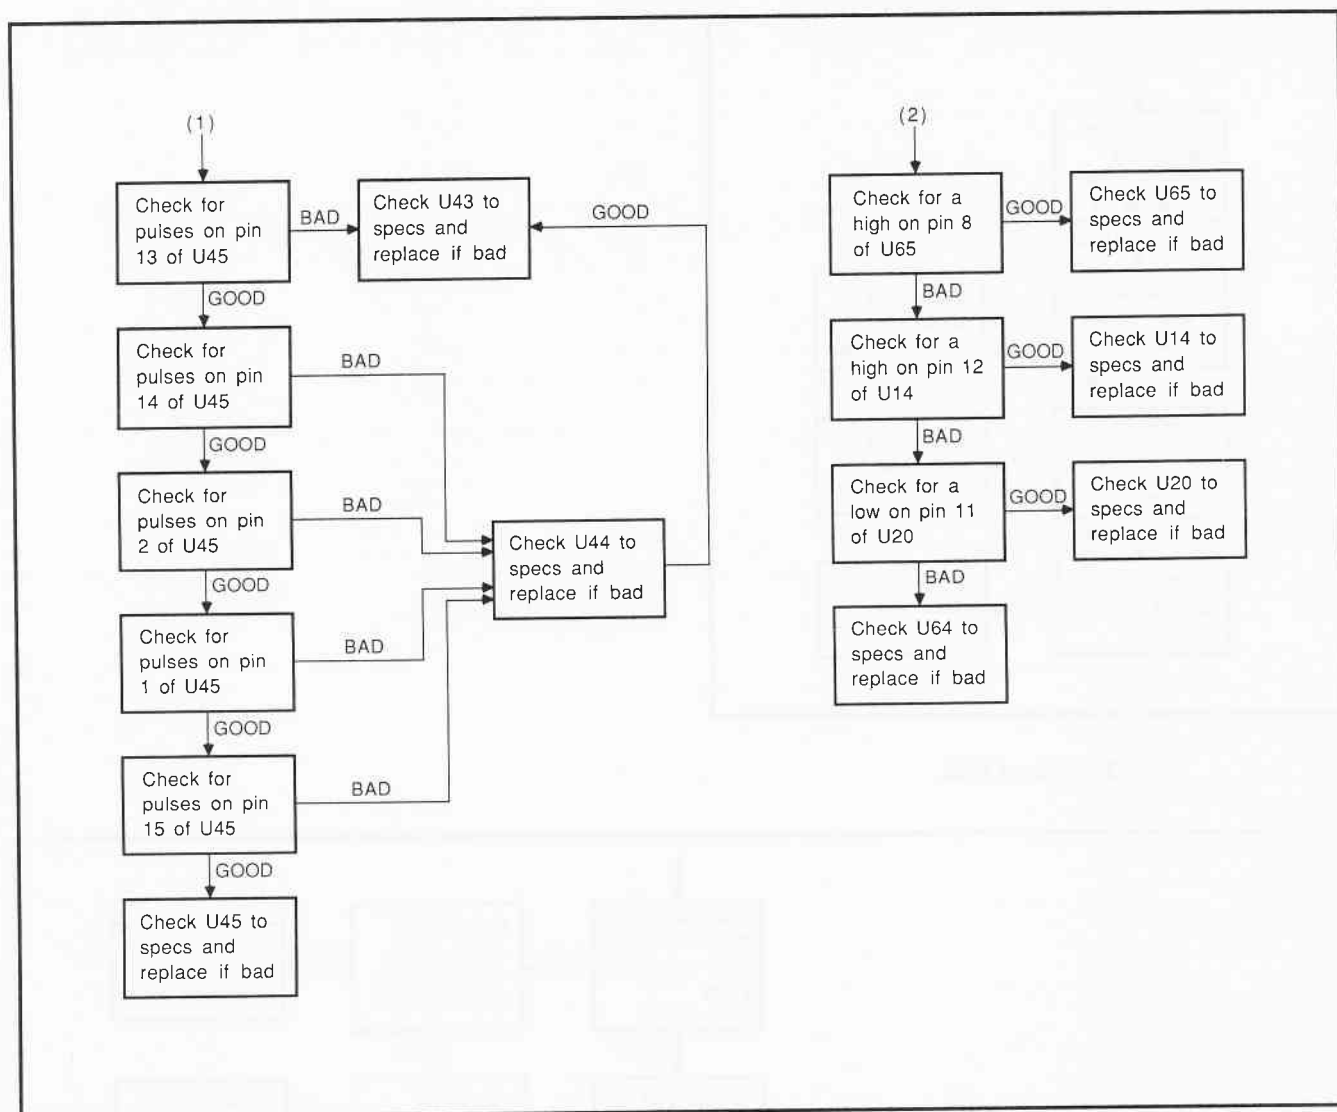 (1)
Check for
pulses on pin
13 of U45
BAD
Check U43 to
specs and
replace if bad
GOOD
GOOD
Check for
pulses on pin
14 of U45
BAD
GOOD
Check for
pulses on pin
2 of U45
BAD
Check U44 to
specs and
replace if bad
GOOD
Check for
pulses on pin
1 of U45
BAD
GOOD
Check for
pulses on pin
15 of U45
BAD
GOOD
Check U45 to
specs and
replace if bad
(2)
Check for a
high on pin 8
of U65
GOOD
Check U65 to
specs and
replace if bad
BAD
Check for a
high on pin 12
of U14
GOOD
Check U14 to
specs and
replace if bad
BAD
Check for a
low on pin 11
of U20
GOOD
Check U20 to
specs and
replace if bad
BAD
Check U64 to
specs and
replace if bad